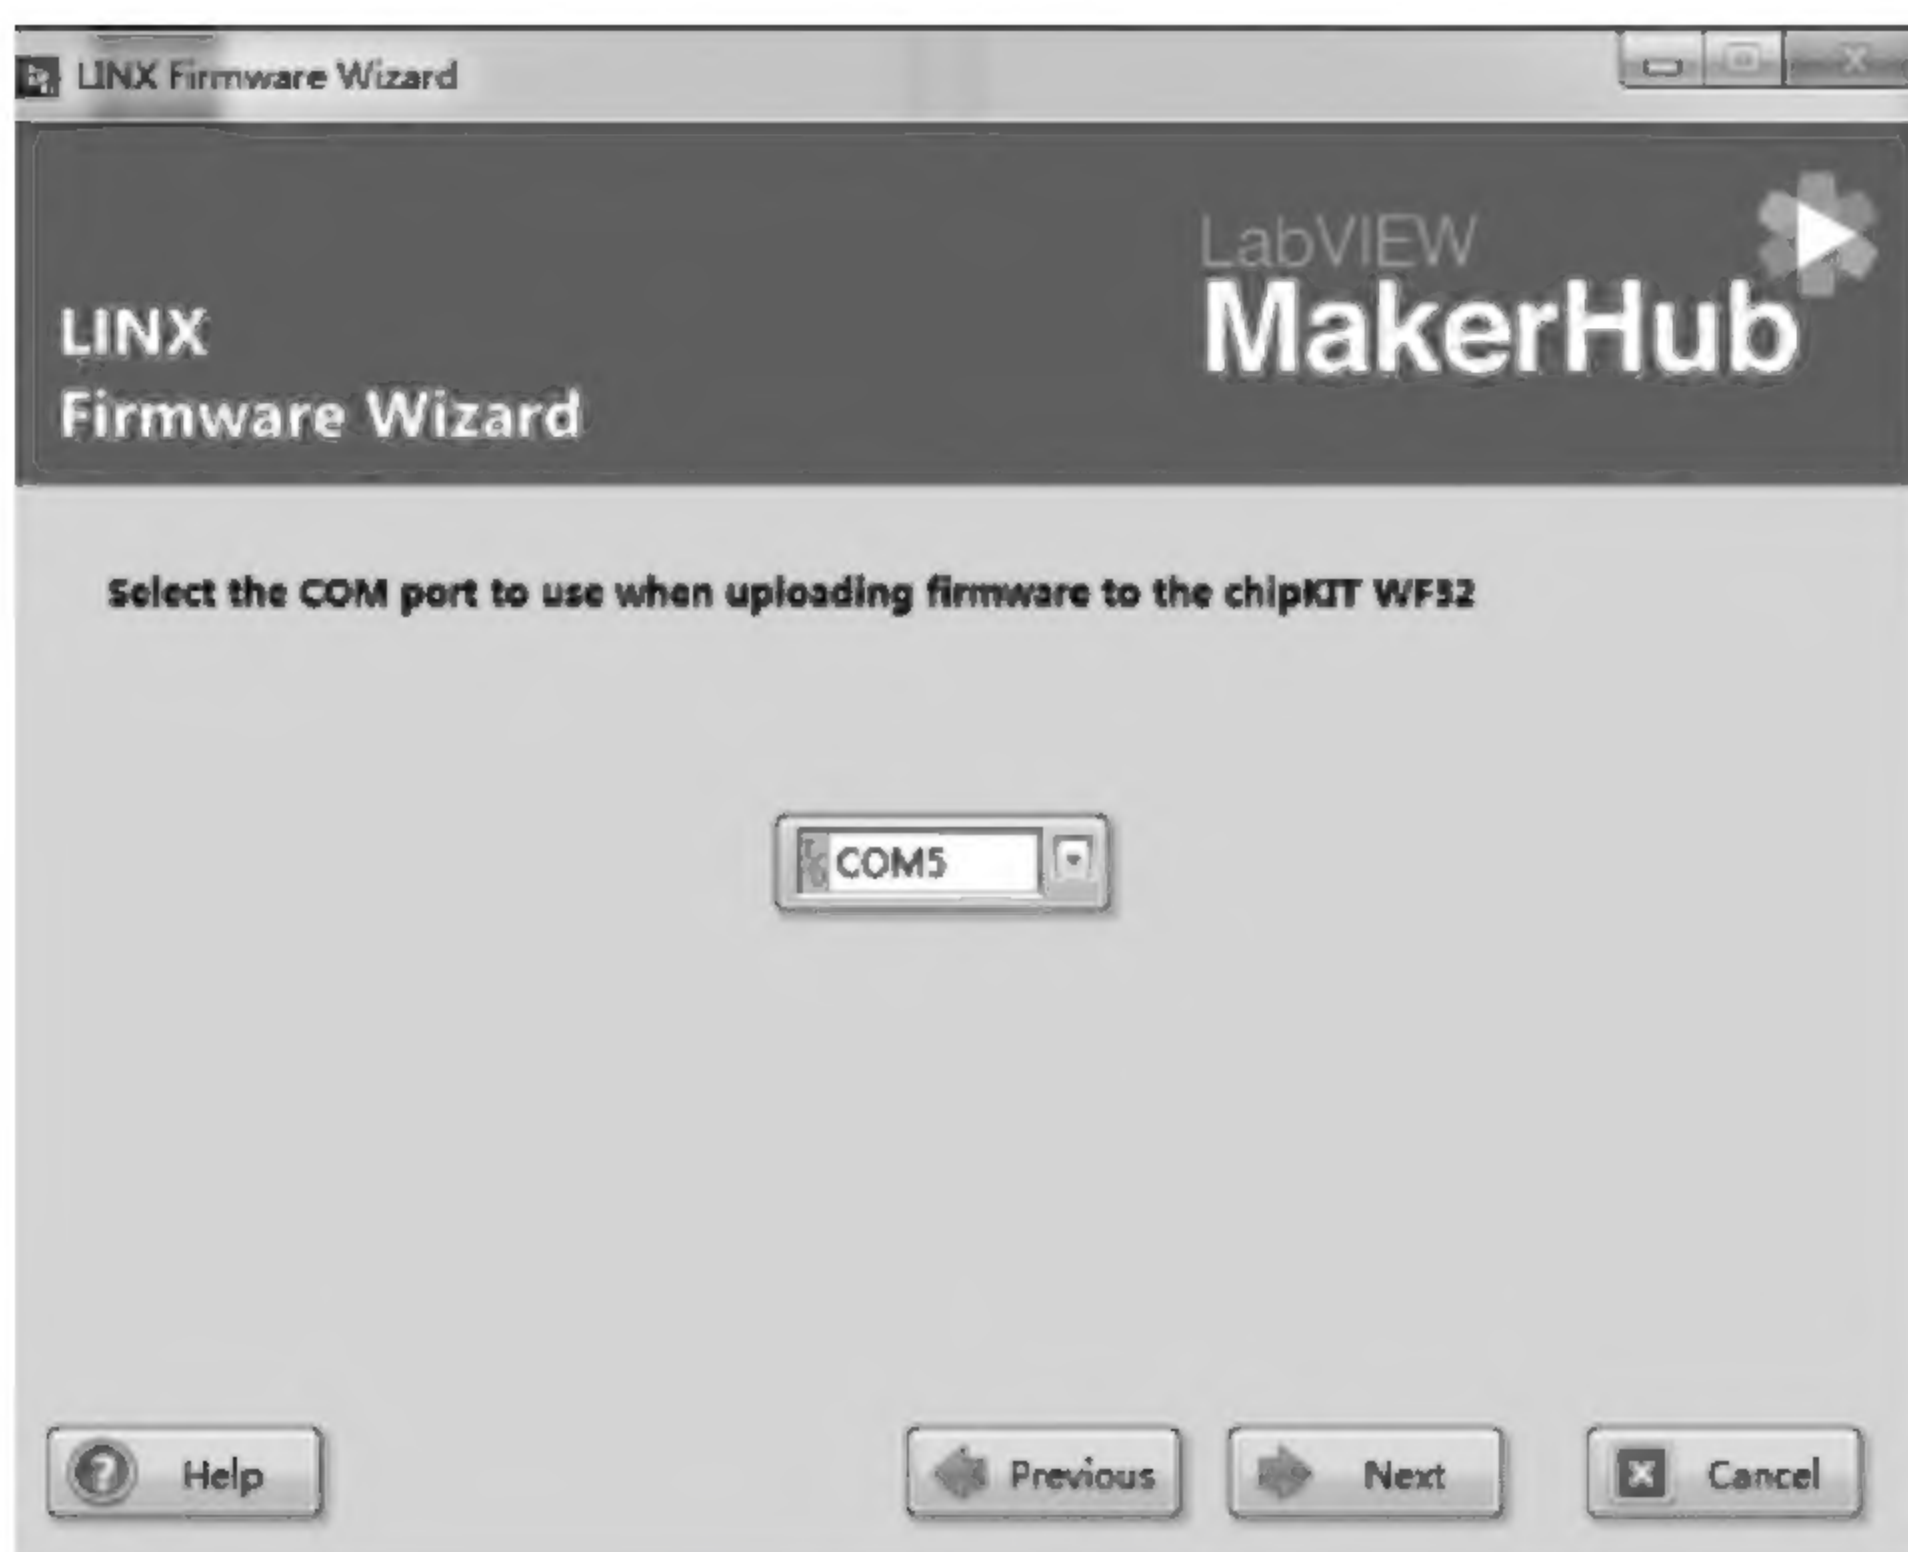 LINX Firmware Wizard
LabVIEW
MakerHub
LINX
Firmware Wizard
Select the COM port to use when uploading firmware to the chipKIT WF32
COM5
Help
Previous
Next
Cancel